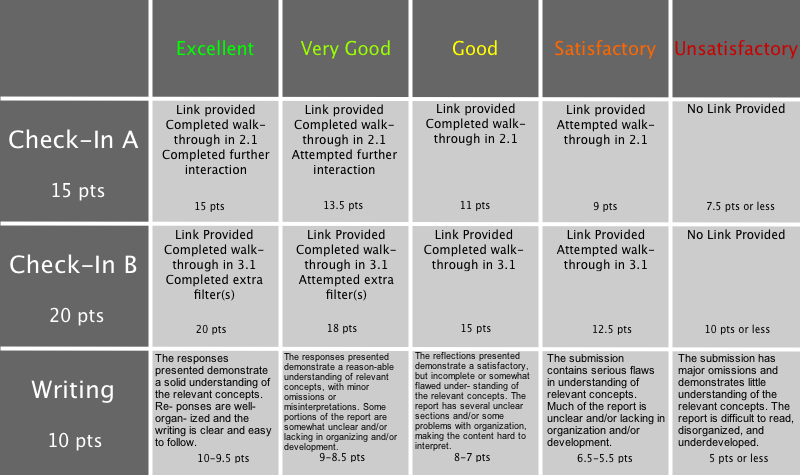 Excellent
Very Good
Good
Satisfactory
Unsatisfactory
Check-In A
15 pts
Link provided
Completed walk-
through in 2.1
Completed further
interaction
15 pts
Link provided
Completed walk-
through in 2.1
Attempted further
interaction
13.5 pts
Link provided
Completed walk-
through in 2.1
11 pts
Link provided
Attempted walk-
through in 2.1
9 pts
No Link Provided
7.5 pts or less
Check-In B
20 pts
Link Provided
Completed walk-
through in 3.1
Completed extra
filter(s)
20 pts
Link Provided
Completed walk-
through in 3.1
Attempted extra
filter(s)
18 pts
Link Provided
Completed walk-
through in 3.1
15 pts
Link Provided
Attempted walk-
through in 3.1
12.5 pts
No Link Provided
10 pts or less
Writing
10 pts
The responses
presented demonstrate
a solid understanding of
the relevant concepts.
Re- ponses are well-
organ- ized and the
writing is clear and easy
to follow.
10-9.5 pts
The responses presented
demonstrate a reason-able
understanding of relevant
concepts, with minor
omissions or
misinterpretations. Some
portions of the report are
somewhat unclear and/or
lacking in organizing and/or
development.
9-8.5 pts
The reflections presented
demonstrate a satisfactory,
but incomplete or somewhat
flawed under- standing of
the relevant concepts. The
report has several unclear
sections and/or some
problems with organization,
making the content hard to
interpret.
8-7 pts
The submission
contains serious flaws
in understanding of
relevant concepts.
Much of the report is
unclear and/or lacking in
organization and/or
development.
6.5-5.5 pts
The submission has
major omissions and
demonstrates little
understanding of the
relevant concepts. The
report is difficult to read,
disorganized, and
underdeveloped.
5 pts or less